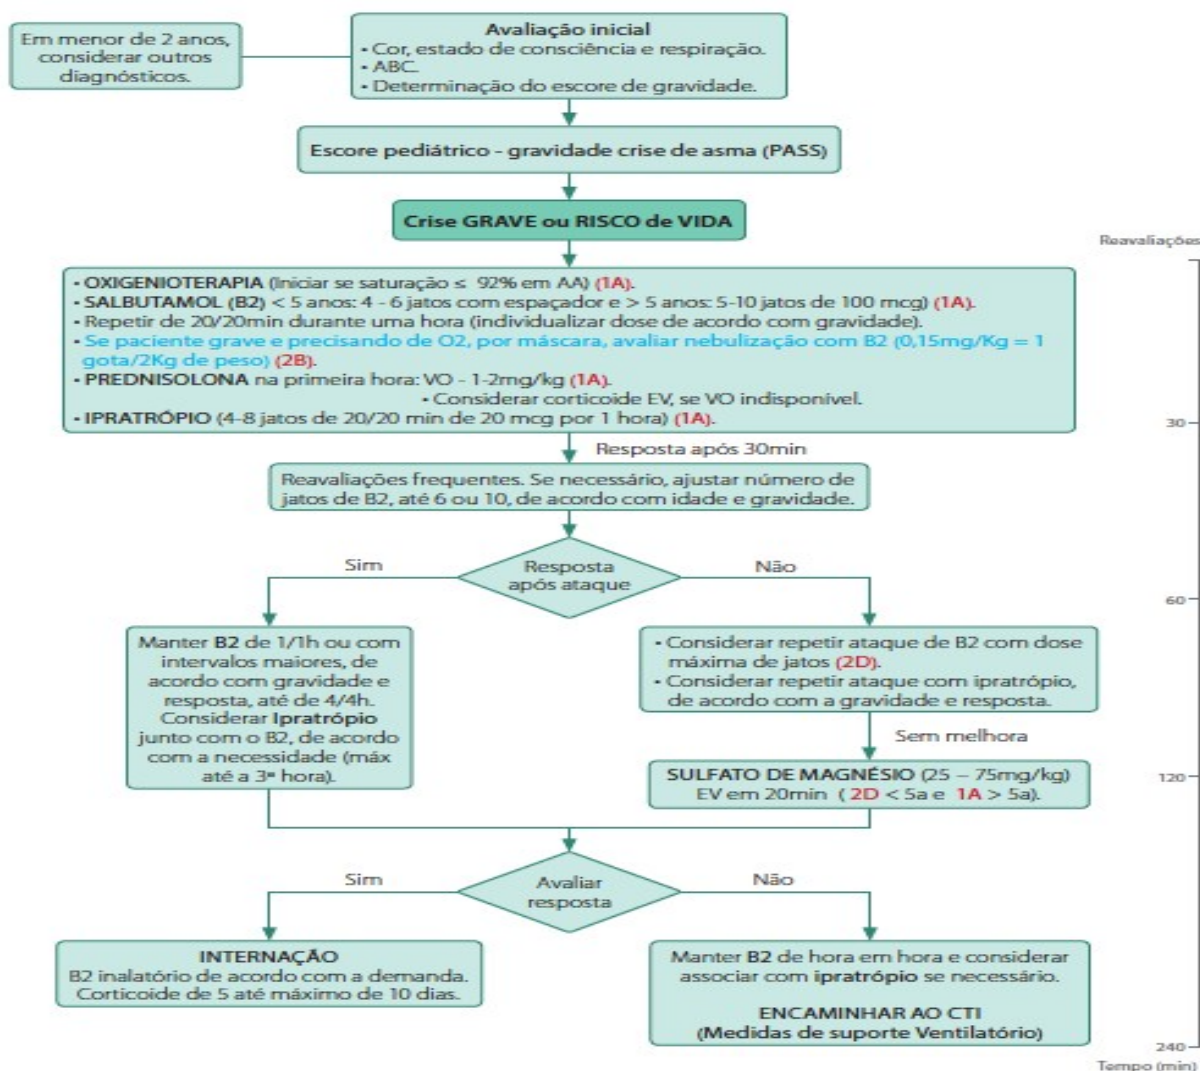 Em menor de 2 anos,
considerar outros
diagnósticos.
Avaliação inicial
• Cor, estado de consciência e respiração.
• ABC.
• Determinação do escore de gravidade.
Escore pediátrico - gravidade crise de asma (PASS)
Crise GRAVE ou RISCO de VIDA
Reavaliações
• OXIGENIOTERAPIA (Iniciar se saturação ≤ 92% em AA) (1A).
• SALBUTAMOL (B2) < 5 anos: 4 - 6 jatos com espaçador e > 5 anos: 5-10 jatos de 100 mcg) (1A).
• Repetir de 20/20min durante uma hora (individualizar dose de acordo com gravidade).
• Se paciente grave e precisando de O2, por máscara, avaliar nebulização com B2 (0,15mg/Kg = 1
gota/2Kg de peso) (2B).
• PREDNISOLONA na primeira hora: VO - 1-2mg/kg (1A).
• Considerar corticoide EV, se VO indisponível.
• IPRATRÓPIO (4-8 jatos de 20/20 min de 20 mcg por 1 hora) (1A).
30
Resposta após 30min
Reavaliações frequentes. Se necessário, ajustar número de
jatos de B2, até 6 ou 10, de acordo com idade e gravidade.
Sim
Resposta
após ataque
Não
60
Manter B2 de 1/1h ou com
intervalos maiores, de
acordo com gravidade e
resposta, até de 4/4h.
Considerar Ipratrópio
junto com o B2, de acordo
com a necessidade (máx
até a 3ª hora).
• Considerar repetir ataque de B2 com dose
máxima de jatos (2D).
• Considerar repetir ataque com ipratrópio,
de acordo com a gravidade e resposta.
Sem melhora
SULFATO DE MAGNÉSIO (25 – 75mg/kg)
EV em 20min ( 2D < 5a e 1A > 5a).
120
Sim
Avaliar
resposta
Não
INTERNAÇÃO
B2 inalatório de acordo com a demanda.
Corticoide de 5 até máximo de 10 dias.
Manter B2 de hora em hora e considerar
associar com ipratrópio se necessário.
ENCAMINHAR AO CTI
(Medidas de suporte Ventilatório)
240
Tempo (min)